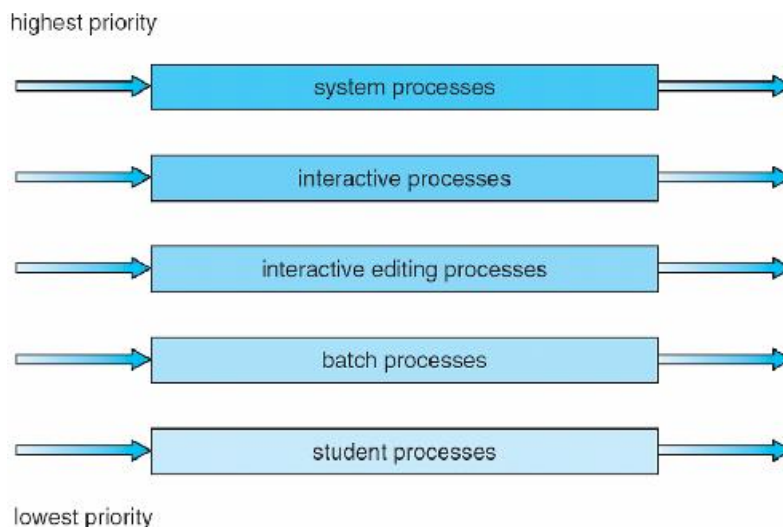 highest priority
system processes
interactive processes
interactive editing processes
batch processes
student processes
lowest priority